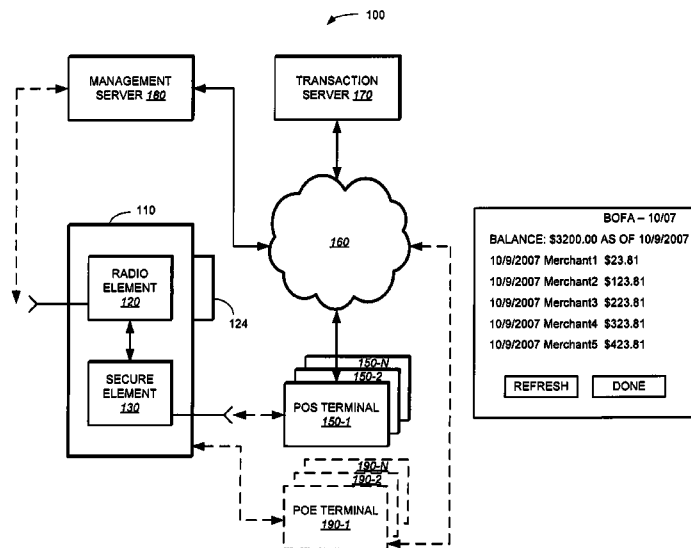 100
MANAGEMENT
SERVER 180
TRANSACTION
SERVER 170
110
160
RADIO
ELEMENT
120
124
SECURE
ELEMENT
130
150-N
150-2
POS TERMINAL
150-1
190-N
190-2
POE TERMINAL
190-1
BOFA – 10/07
BALANCE: $3200.00 AS OF 10/9/2007
10/9/2007 Merchant1 $23.81
10/9/2007 Merchant2 $123.81
10/9/2007 Merchant3 $223.81
10/9/2007 Merchant4 $323.81
10/9/2007 Merchant5 $423.81
REFRESH
DONE